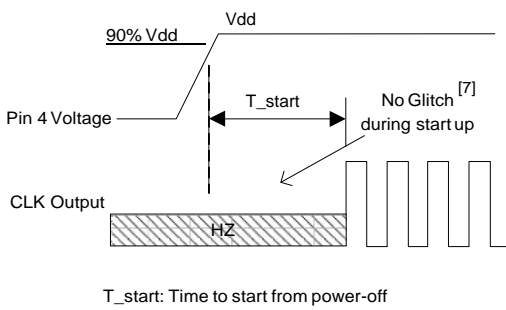 Vdd
90% Vdd
T_start
No Glitch [7]
during start up
Pin 4 Voltage
CLK Output
HZ
T_start: Time to start from power-off